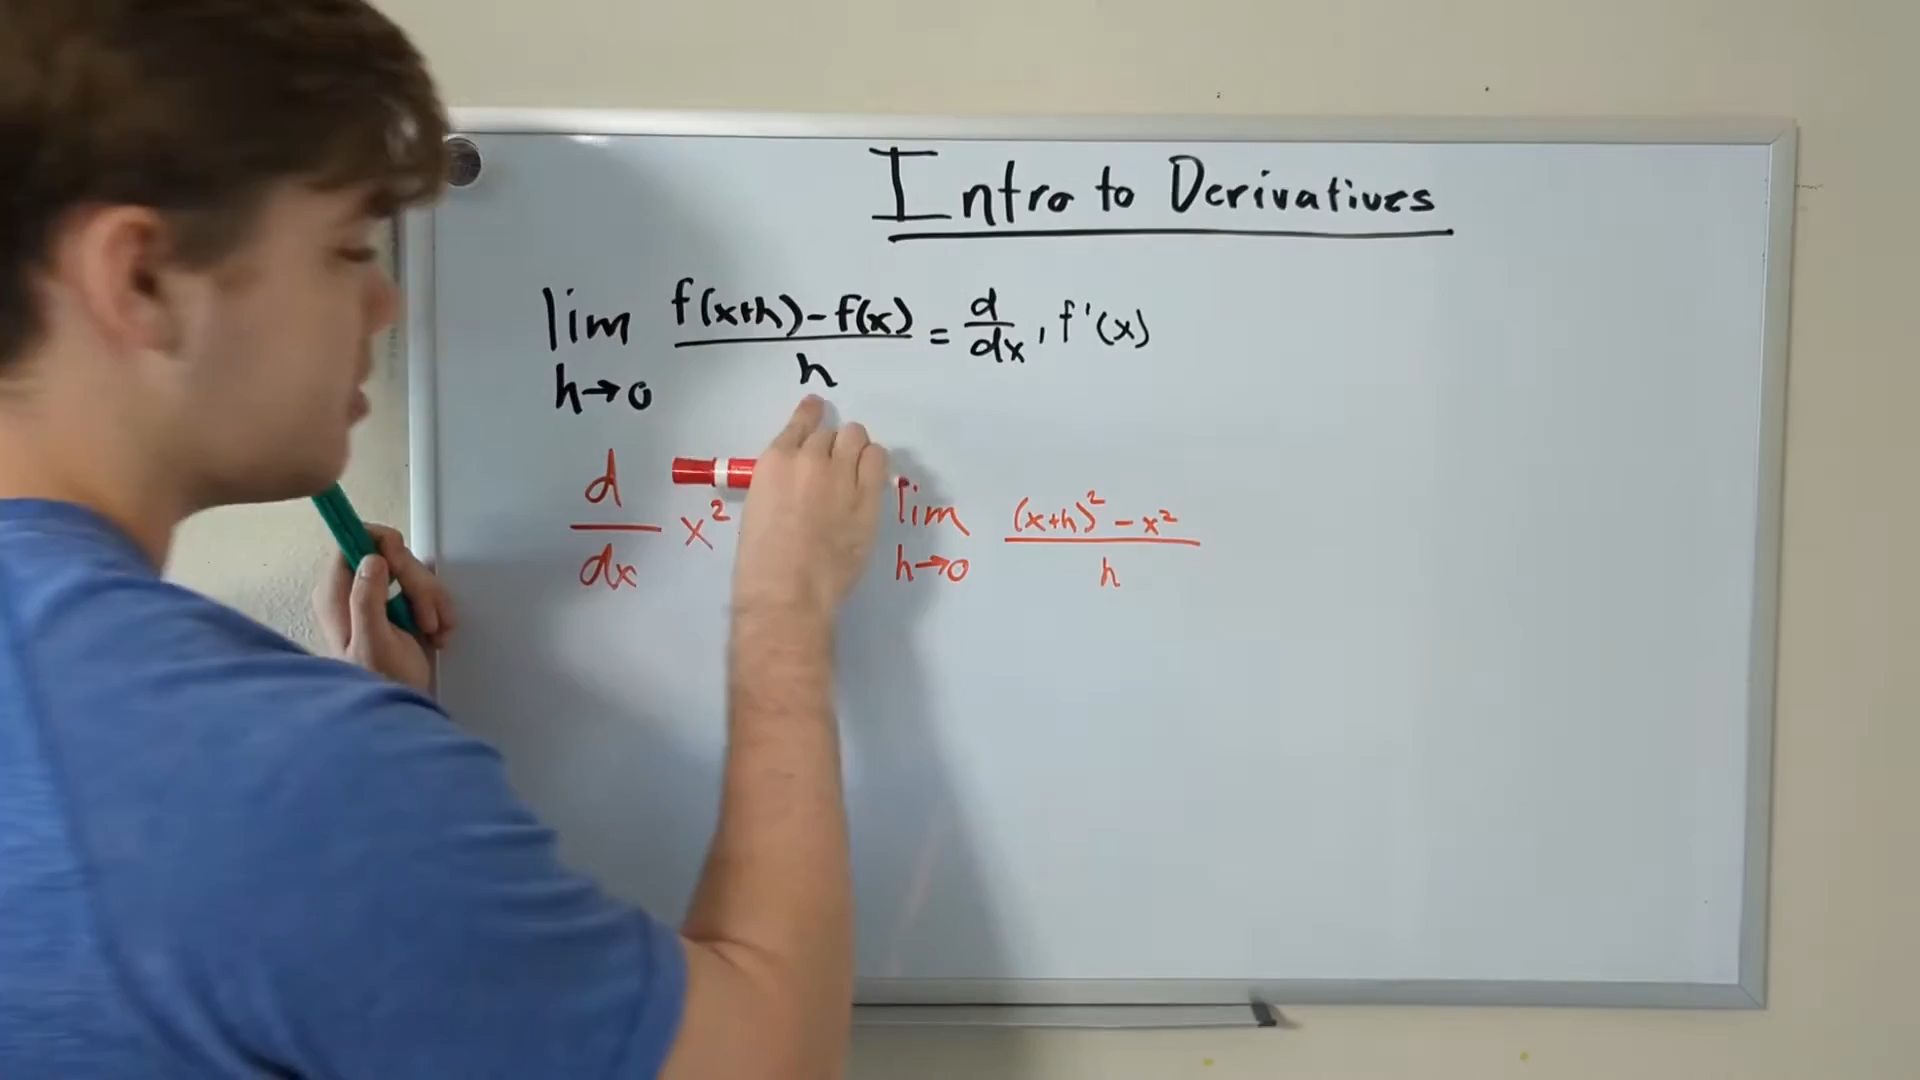 Intro to Derivatives
lim h→0 f(x+h)-f(x) / h = d/dx, f'(x)
d/dx x² lim h→0 (x+h)² - x² / h